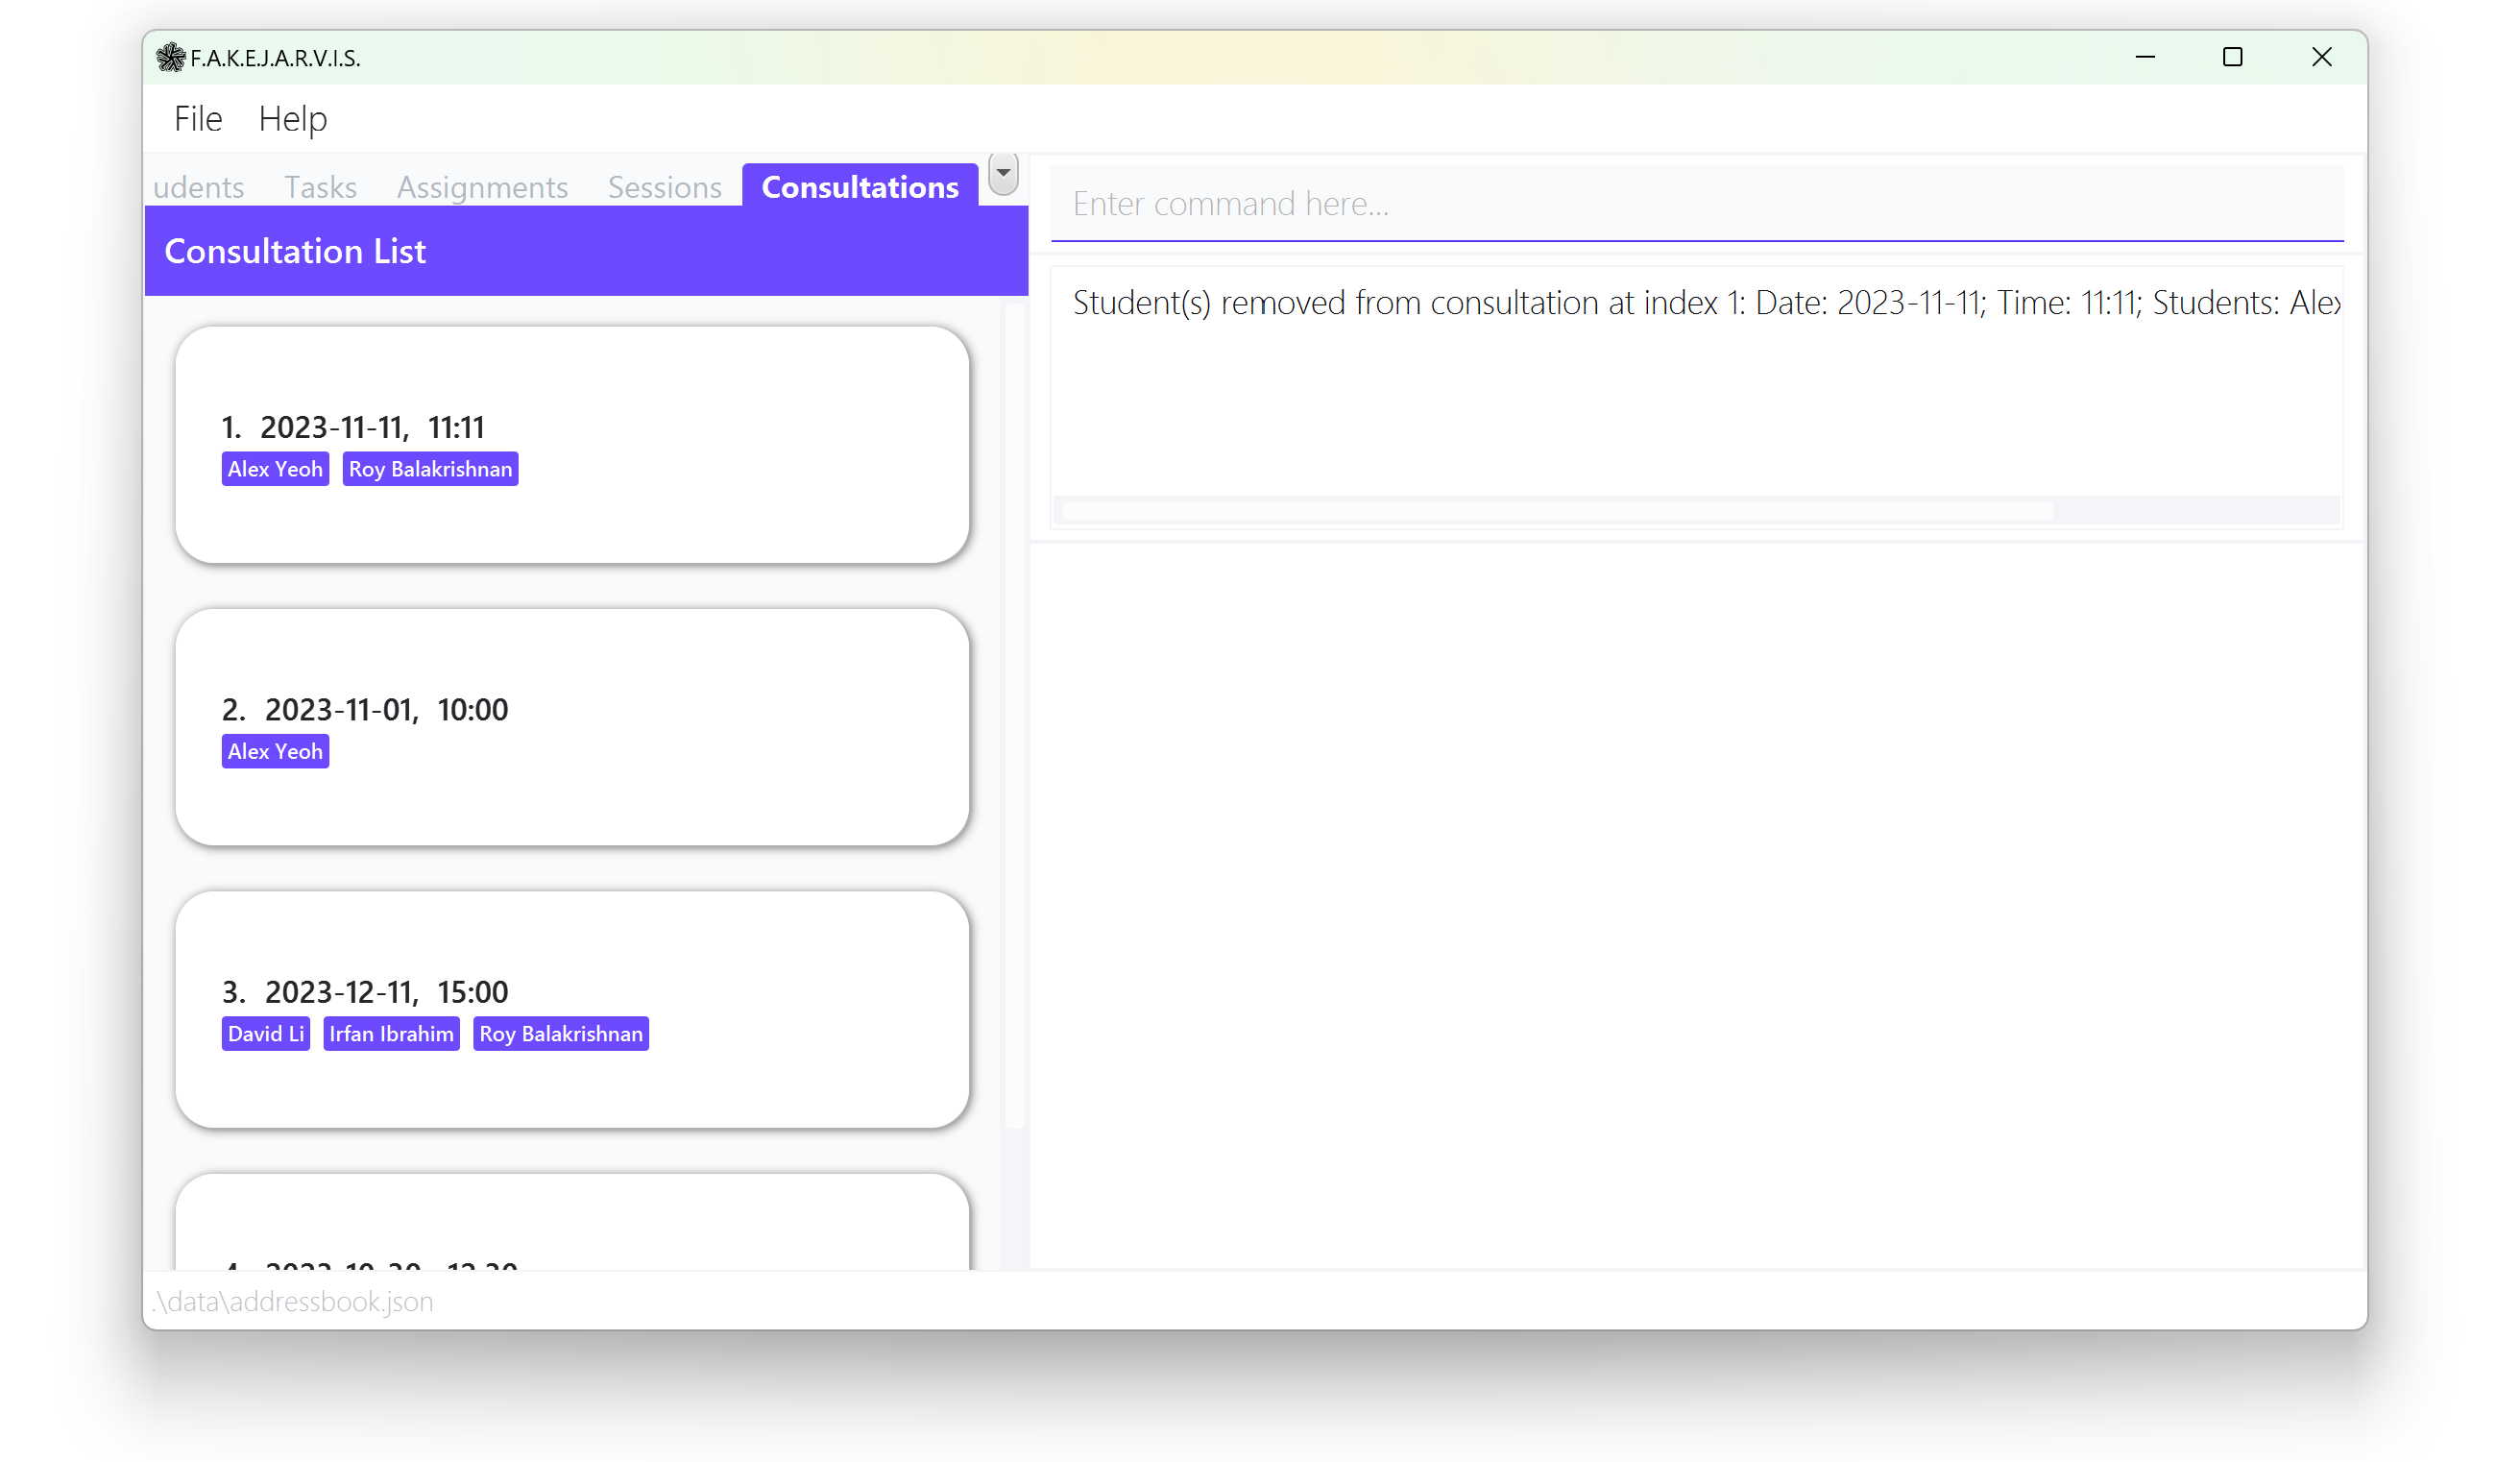 F.A.K.E.J.A.R.V.I.S.
File Help
udents Tasks Assignments Sessions Consultations
Consultation List
1. 2023-11-11, 11:11
Alex Yeoh Roy Balakrishnan
2. 2023-11-01, 10:00
Alex Yeoh
3. 2023-12-11, 15:00
David Li Irfan Ibrahim Roy Balakrishnan
Enter command here...
Student(s) removed from consultation at index 1: Date: 2023-11-11; Time: 11:11; Students: Alex
.\data\addressbook.json